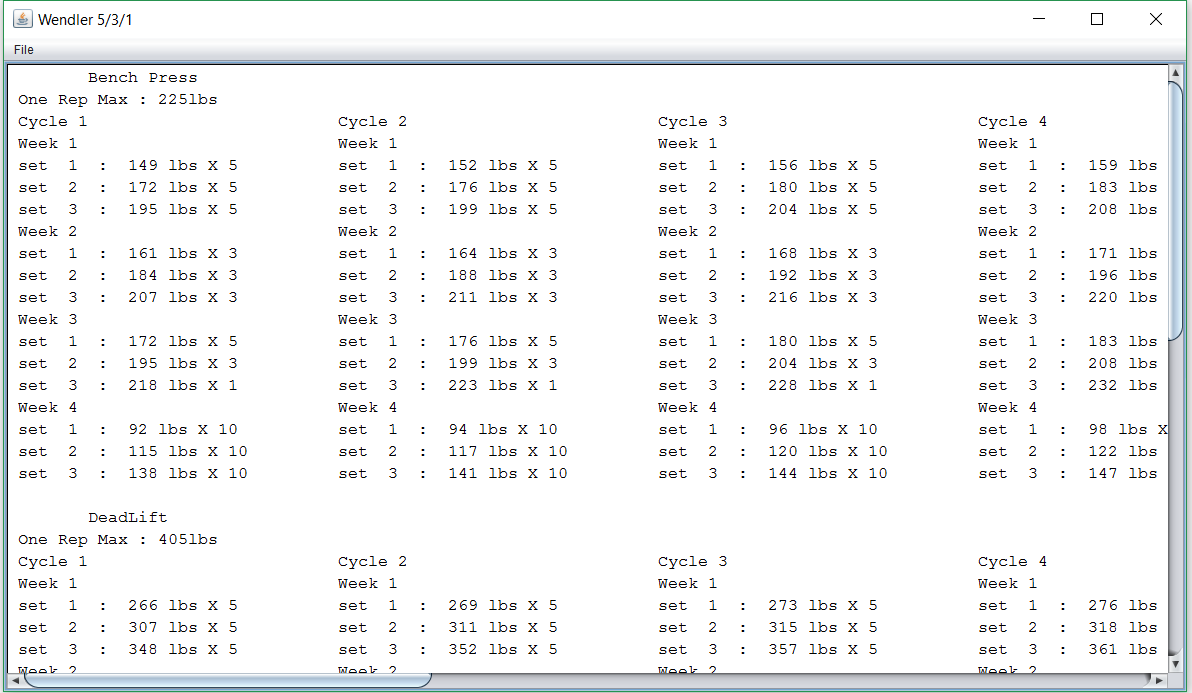 Wendler 5/3/1
File
Bench Press
One Rep Max : 225lbs
Cycle 1 Cycle 2 Cycle 3 Cycle 4
Week 1 Week 1 Week 1 Week 1
set 1 : 149 lbs X 5 set 1 : 152 lbs X 5 set 1 : 156 lbs X 5 set 1 : 159 lbs
set 2 : 172 lbs X 5 set 2 : 176 lbs X 5 set 2 : 180 lbs X 5 set 2 : 183 lbs
set 3 : 195 lbs X 5 set 3 : 199 lbs X 5 set 3 : 204 lbs X 5 set 3 : 208 lbs
Week 2 Week 2 Week 2 Week 2
set 1 : 161 lbs X 3 set 1 : 164 lbs X 3 set 1 : 168 lbs X 3 set 1 : 171 lbs
set 2 : 184 lbs X 3 set 2 : 188 lbs X 3 set 2 : 192 lbs X 3 set 2 : 196 lbs
set 3 : 207 lbs X 3 set 3 : 211 lbs X 3 set 3 : 216 lbs X 3 set 3 : 220 lbs
Week 3 Week 3 Week 3 Week 3
set 1 : 172 lbs X 5 set 1 : 176 lbs X 5 set 1 : 180 lbs X 5 set 1 : 183 lbs
set 2 : 195 lbs X 3 set 2 : 199 lbs X 3 set 2 : 204 lbs X 3 set 2 : 208 lbs
set 3 : 218 lbs X 1 set 3 : 223 lbs X 1 set 3 : 228 lbs X 1 set 3 : 232 lbs
Week 4 Week 4 Week 4 Week 4
set 1 : 92 lbs X 10 set 1 : 94 lbs X 10 set 1 : 96 lbs X 10 set 1 : 98 lbs X
set 2 : 115 lbs X 10 set 2 : 117 lbs X 10 set 2 : 120 lbs X 10 set 2 : 122 lbs
set 3 : 138 lbs X 10 set 3 : 141 lbs X 10 set 3 : 144 lbs X 10 set 3 : 147 lbs
DeadLift
One Rep Max : 405lbs
Cycle 1 Cycle 2 Cycle 3 Cycle 4
Week 1 Week 1 Week 1 Week 1
set 1 : 266 lbs X 5 set 1 : 269 lbs X 5 set 1 : 273 lbs X 5 set 1 : 276 lbs
set 2 : 307 lbs X 5 set 2 : 311 lbs X 5 set 2 : 315 lbs X 5 set 2 : 318 lbs
set 3 : 348 lbs X 5 set 3 : 352 lbs X 5 set 3 : 357 lbs X 5 set 3 : 361 lbs
Week 2 Week 2 Week 2 Week 2